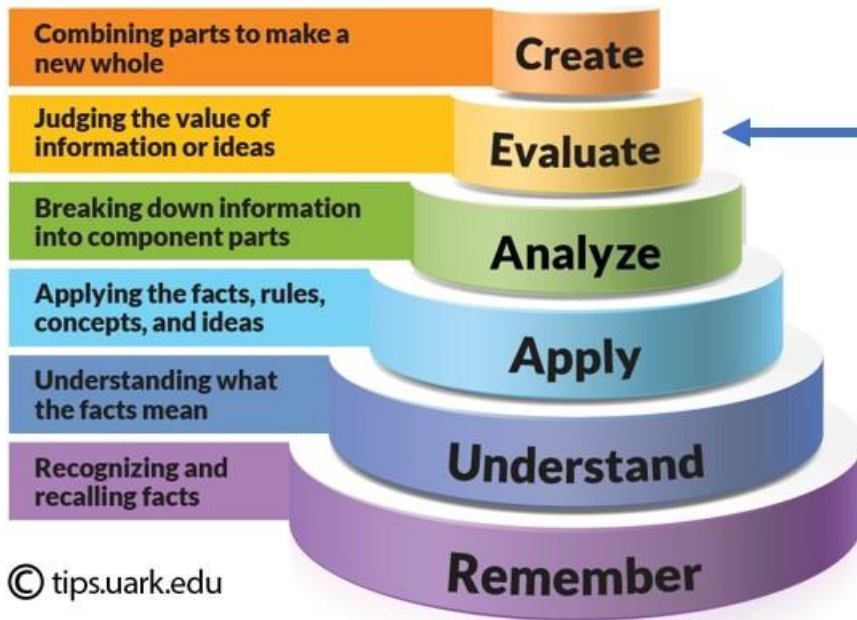 Combining parts to make a
new whole
Create
Judging the value of
information or ideas
Evaluate
Breaking down information
into component parts
Analyze
Applying the facts, rules,
concepts, and ideas
Apply
Understanding what
the facts mean
Understand
Recognizing and
recalling facts
Remember
© tips.uark.edu